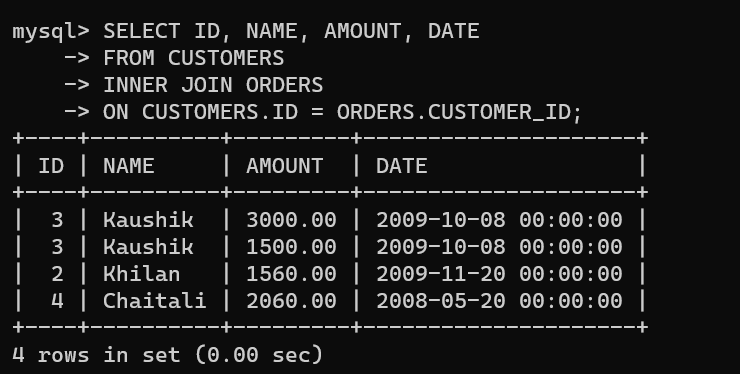 mysql> SELECT ID, NAME, AMOUNT, DATE
    -> FROM CUSTOMERS
    -> INNER JOIN ORDERS
    -> ON CUSTOMERS.ID = ORDERS.CUSTOMER_ID;
+----+----------+---------+---------------------+
| ID | NAME     | AMOUNT  | DATE                |
+----+----------+---------+---------------------+
|  3 | Kaushik  | 3000.00 | 2009-10-08 00:00:00 |
|  3 | Kaushik  | 1500.00 | 2009-10-08 00:00:00 |
|  2 | Khilan   | 1560.00 | 2009-11-20 00:00:00 |
|  4 | Chaitali | 2060.00 | 2008-05-20 00:00:00 |
+----+----------+---------+---------------------+
4 rows in set (0.00 sec)